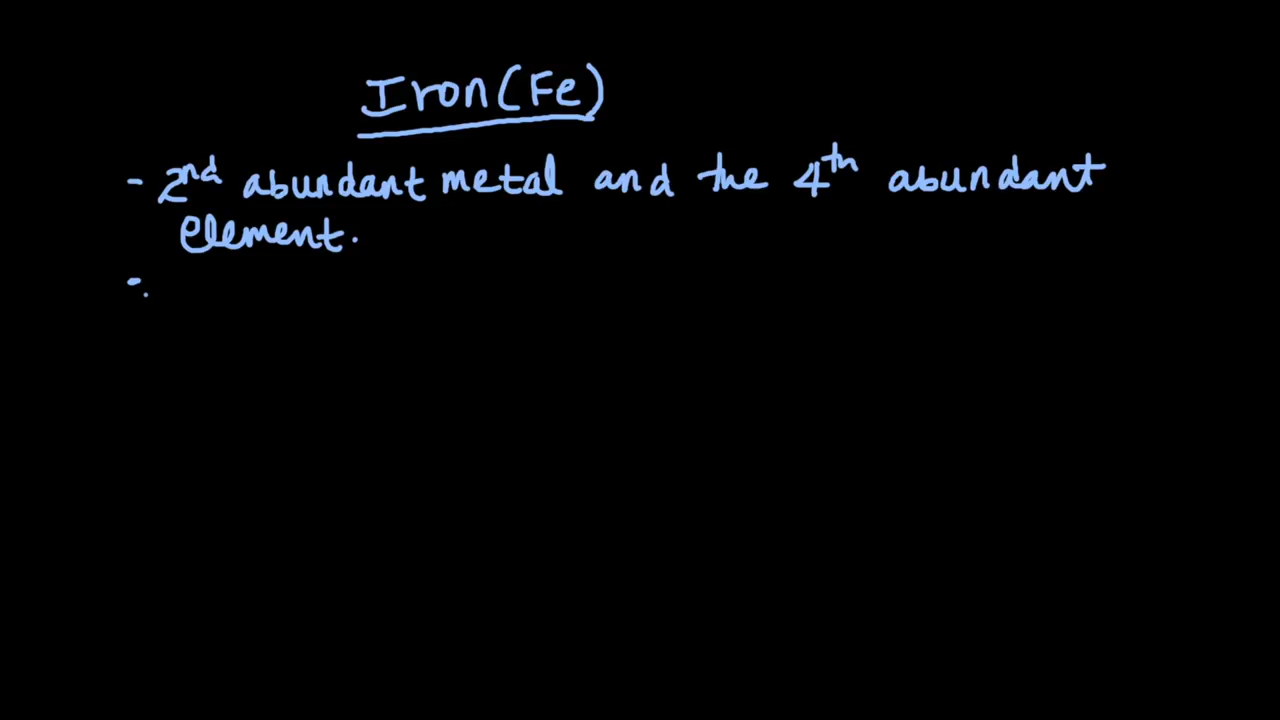 Iron(Fe)
- 2nd abundant metal and the 4th abundant
element.
-